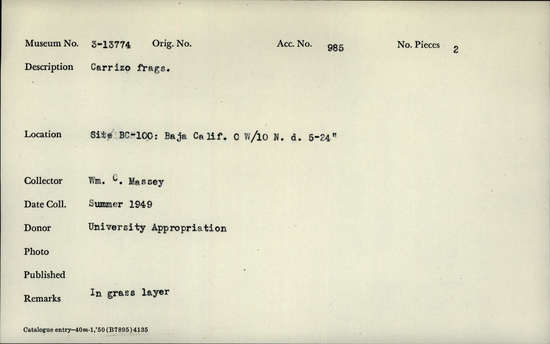 Museum No. 3-13774 Orig. No. Acc. No. 985 No. Pieces 2
Description Carrizo frags.
Location Site BC-100: Baja Calif. 0 W/10 N. d. 5-24"
Collector Wm. C. Massey
Date Coll. Summer 1949
Donor University Appropriation
Photo
Published
Remarks In grass layer
Catalogue entry—40m-1,'50 (B7895) 4135